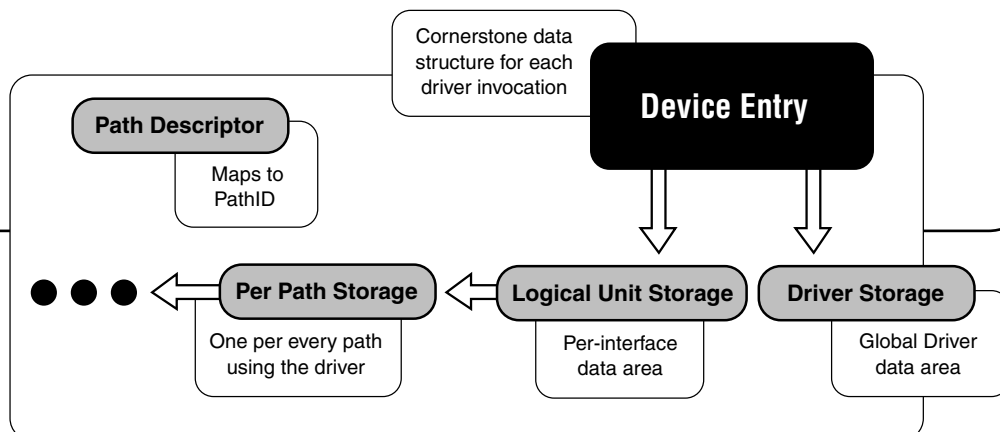 Cornerstone data
structure for each
driver invocation
Device Entry
Path Descriptor
Maps to
PathID
Per Path Storage
One per every path
using the driver
Logical Unit Storage
Per-interface
data area
Driver Storage
Global Driver
data area